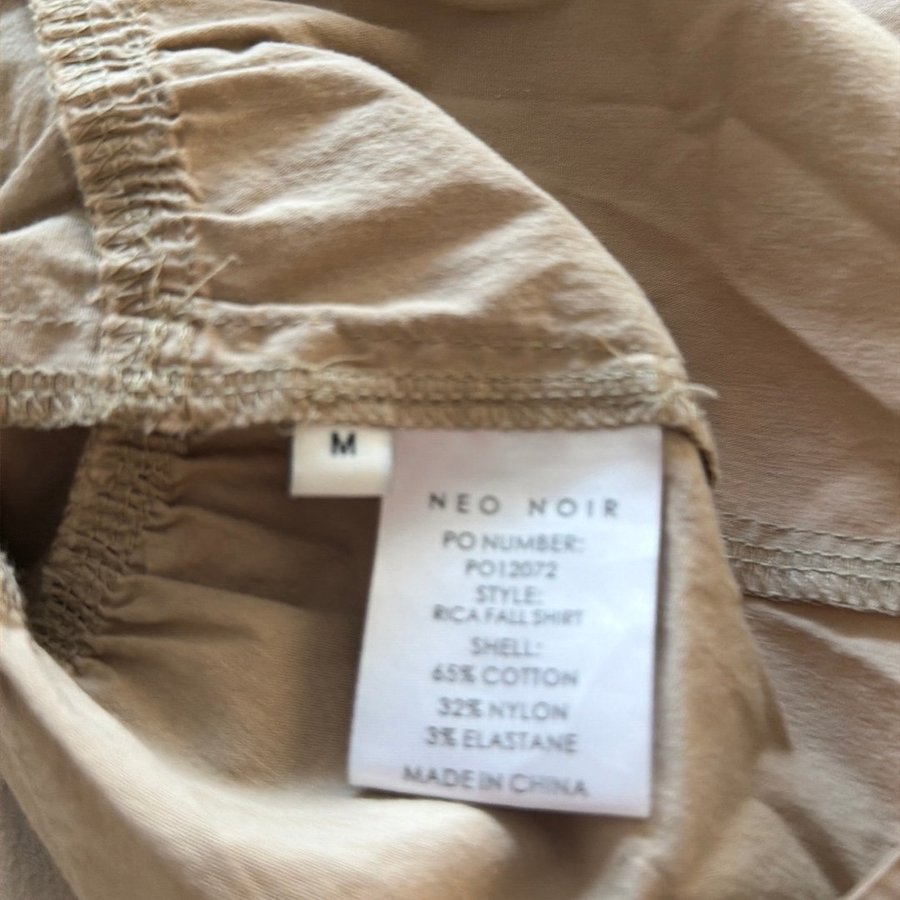 M
NEO NOIR
PO NUMBER:
PO12072
STYLE:
RICA FALL SHIRT
SHELL:
65% COTTON
32% NYLON
3% ELASTANE
MADE IN CHINA